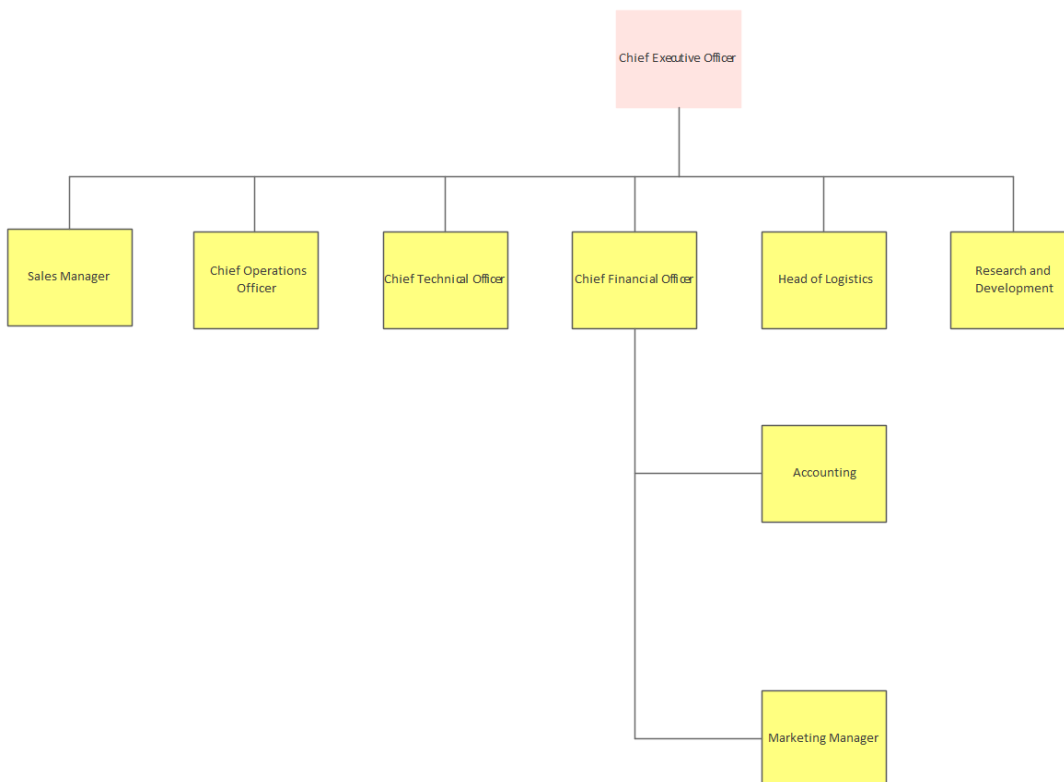 Chief Executive Officer
Sales Manager
Chief Operations
Officer
Chief Technical Officer
Chief Financial Officer
Head of Logistics
Research and
Development
Accounting
Marketing Manager